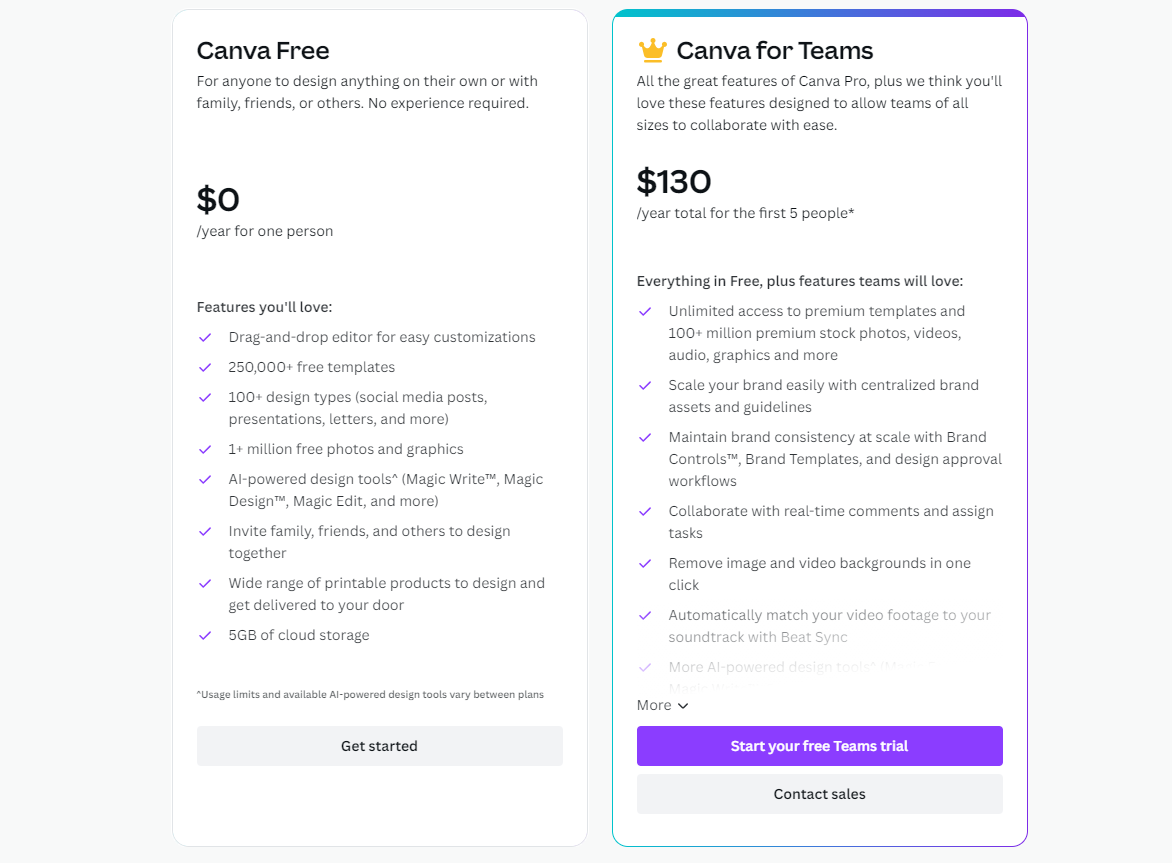 Canva Free
For anyone to design anything on their own or with
family, friends, or others. No experience required.
$0
/year for one person
Features you'll love:
Drag-and-drop editor for easy customizations
250,000+ free templates
100+ design types (social media posts,
presentations, letters, and more)
1+ million free photos and graphics
AI-powered design tools^ (Magic Write™, Magic
Design™, Magic Edit, and more)
Invite family, friends, and others to design
together
Wide range of printable products to design and
get delivered to your door
5GB of cloud storage
^Usage limits and available AI-powered design tools vary between plans
Get started
Canva for Teams
All the great features of Canva Pro, plus we think you'll
love these features designed to allow teams of all
sizes to collaborate with ease.
$130
/year total for the first 5 people*
Everything in Free, plus features teams will love:
Unlimited access to premium templates and
100+ million premium stock photos, videos,
audio, graphics and more
Scale your brand easily with centralized brand
assets and guidelines
Maintain brand consistency at scale with Brand
Controls™, Brand Templates, and design approval
workflows
Collaborate with real-time comments and assign
tasks
Remove image and video backgrounds in one
click
Automatically match your video footage to your
soundtrack with Beat Sync
More AI-powered design tools^
More
Start your free Teams trial
Contact sales